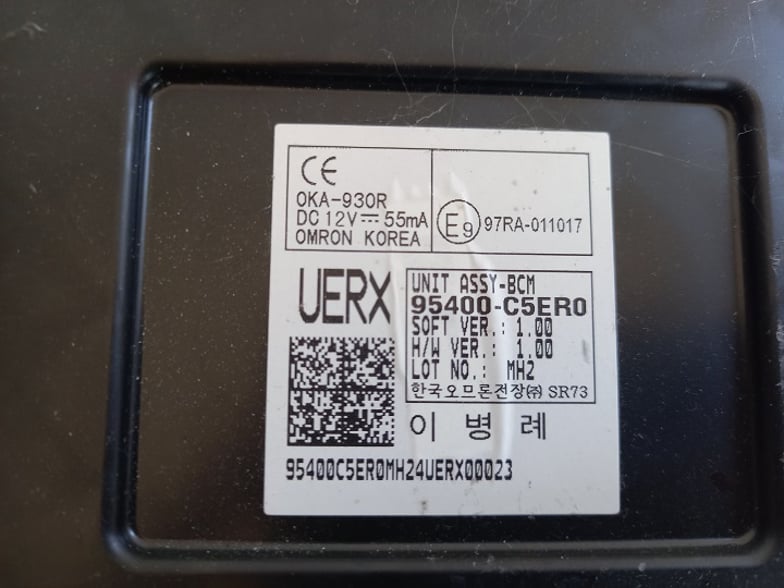 CE
OKA-930R
DC 12V ⎓ 55mA
OMRON KOREA
E9 97RA-011017
UERX
UNIT ASSY-BCM
95400-C5ER0
SOFT VER.: 1.00
H/W VER.: 1.00
LOT NO.: MH2
한국오므론전장㈜ SR73
이 병 례
95400C5ER0MH24UERX00023